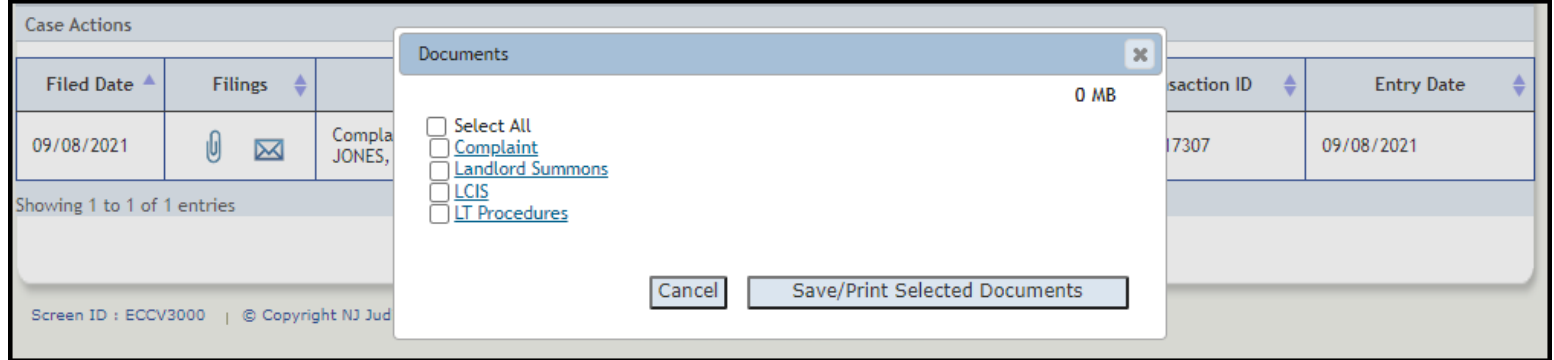 Case Actions
Documents
0 MB
Filed Date Filings saction ID Entry Date
Select All
09/08/2021 Compla 17307 09/08/2021
JONES,
Complaint
Landlord Summons
LCIS
LT Procedures
Showing 1 to 1 of 1 entries
Cancel Save/Print Selected Documents
Screen ID : ECCV3000 | © Copyright NJ Jud